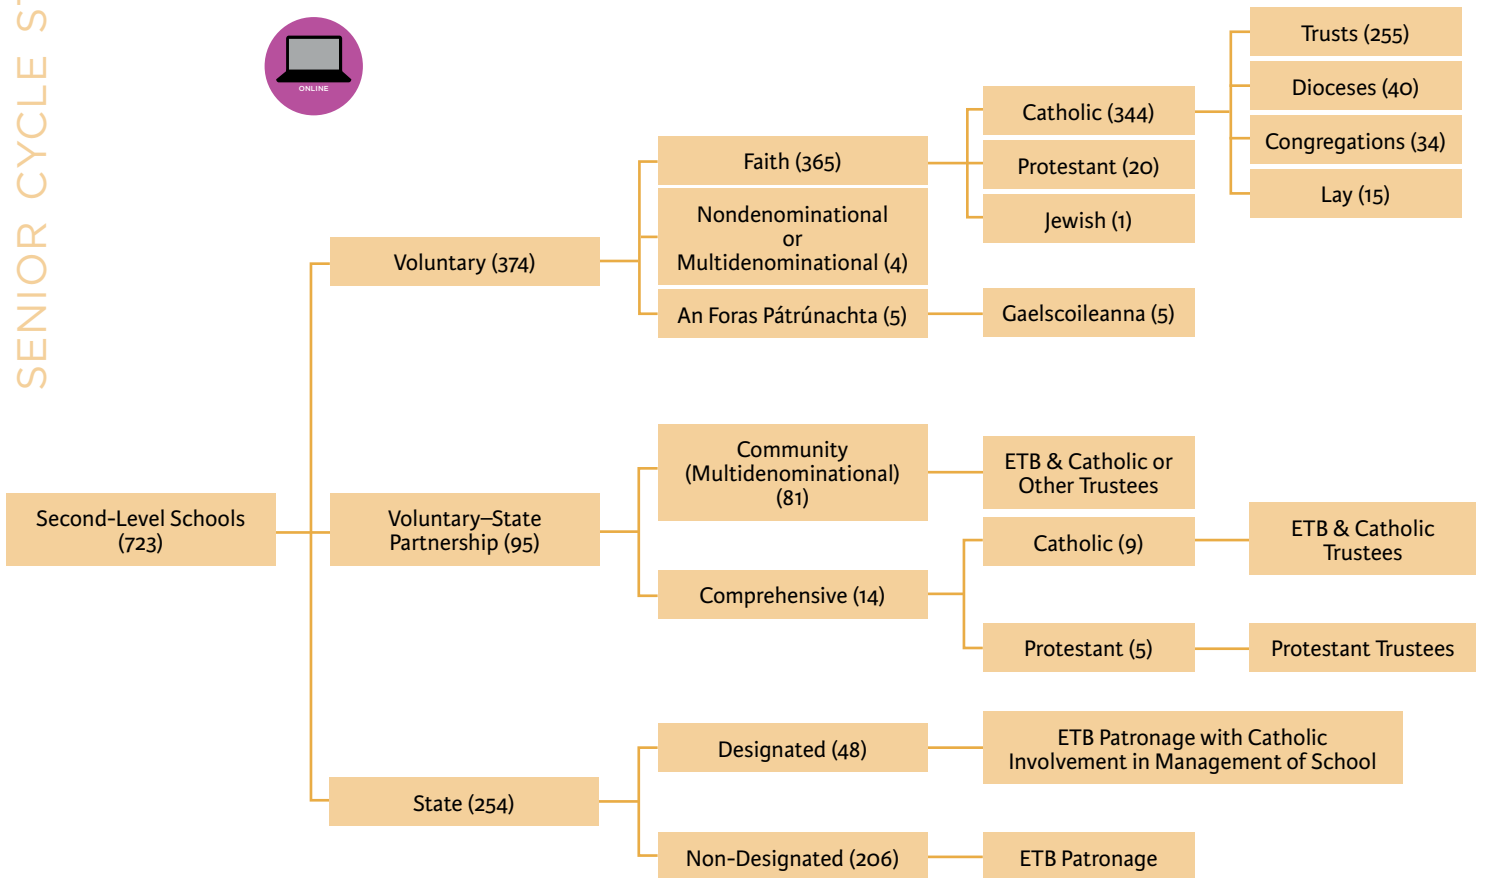 SENIOR CYCLE
ONLINE
Second-Level Schools
(723)
Voluntary (374)
Faith (365)
Catholic (344)
Trusts (255)
Dioceses (40)
Congregations (34)
Lay (15)
Protestant (20)
Jewish (1)
Nondenominational
or
Multidenominational (4)
An Foras Pátrúnachta (5)
Gaelscoileanna (5)
Voluntary–State
Partnership (95)
Community
(Multidenominational)
(81)
ETB & Catholic or
Other Trustees
Comprehensive (14)
Catholic (9)
ETB & Catholic
Trustees
Protestant (5)
Protestant Trustees
State (254)
Designated (48)
ETB Patronage with Catholic
Involvement in Management of School
Non-Designated (206)
ETB Patronage